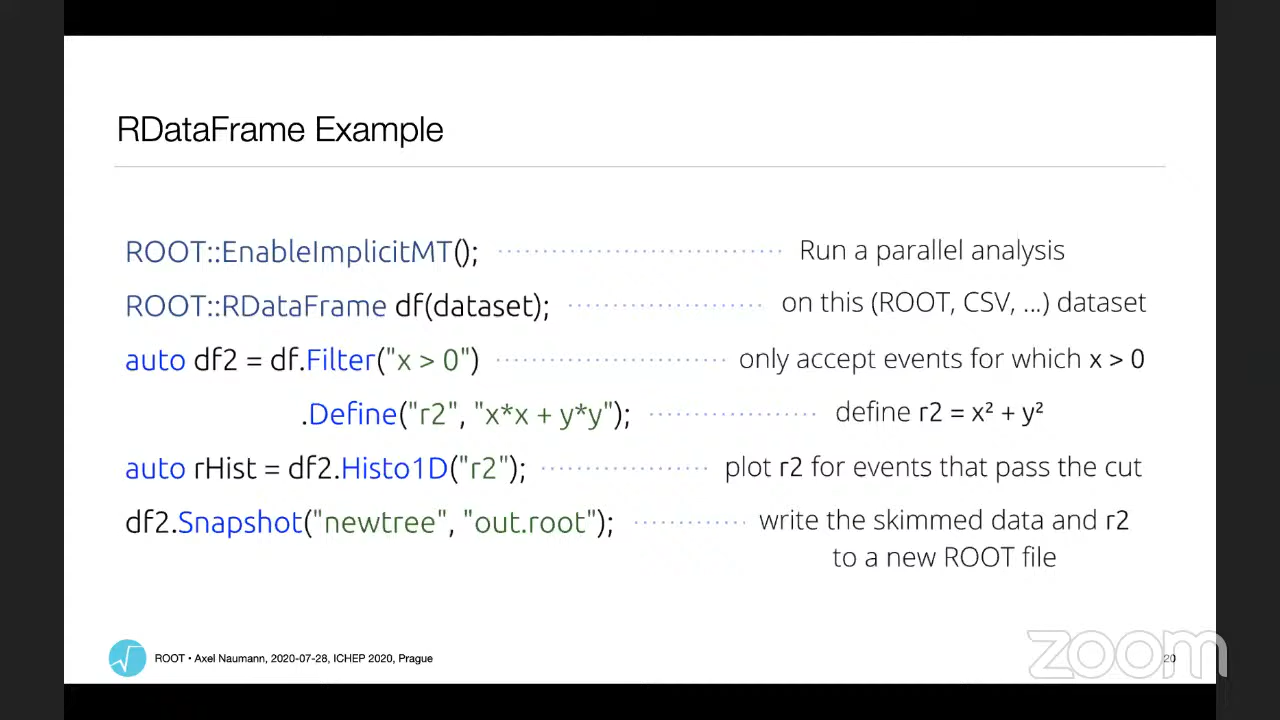 RDataFrame Example
ROOT::EnableImplicitMT(); Run a parallel analysis
ROOT::RDataFrame df(dataset); on this (ROOT, CSV, ...) dataset
auto df2 = df.Filter("x > 0") only accept events for which x > 0
.Define("r2", "x*x + y*y"); define r2 = x² + y²
auto rHist = df2.Histo1D("r2"); plot r2 for events that pass the cut
df2.Snapshot("newtree", "out.root"); write the skimmed data and r2
to a new ROOT file
ROOT • Axel Naumann, 2020-07-28, ICHEP 2020, Prague
zoom
20